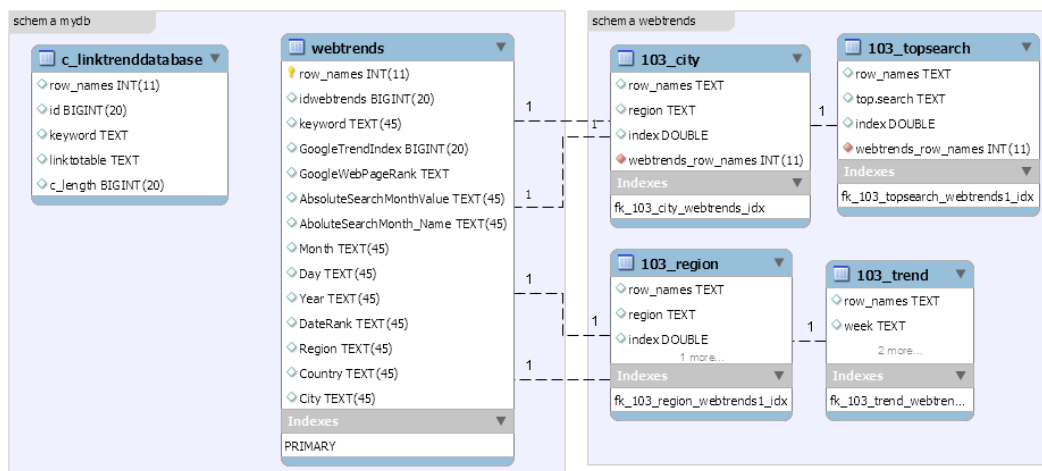 schema mydb
c_linktrenddatabase
row_names INT(11)
id BIGINT(20)
keyword TEXT
linktotable TEXT
c_length BIGINT(20)
webtrends
row_names INT(11)
idwebtrends BIGINT(20)
keyword TEXT(45)
GoogleTrendIndex BIGINT(20)
GoogleWebPageRank TEXT
AbsoluteSearchMonthValue TEXT(45)
AboluteSearchMonth_Name TEXT(45)
Month TEXT(45)
Day TEXT(45)
Year TEXT(45)
DateRank TEXT(45)
Region TEXT(45)
Country TEXT(45)
City TEXT(45)
Indexes
PRIMARY
1
1
1
1
1
1
1
1
schema webtrends
103_city
row_names TEXT
region TEXT
index DOUBLE
webtrends_row_names INT(11)
Indexes
fk_103_city_webtrends_idx
103_topsearch
row_names TEXT
top.search TEXT
index DOUBLE
webtrends_row_names INT(11)
Indexes
fk_103_topsearch_webtrends1_idx
103_region
row_names TEXT
region TEXT
index DOUBLE
1 more...
Indexes
fk_103_region_webtrends1_idx
103_trend
row_names TEXT
week TEXT
2 more...
Indexes
fk_103_trend_webtren...